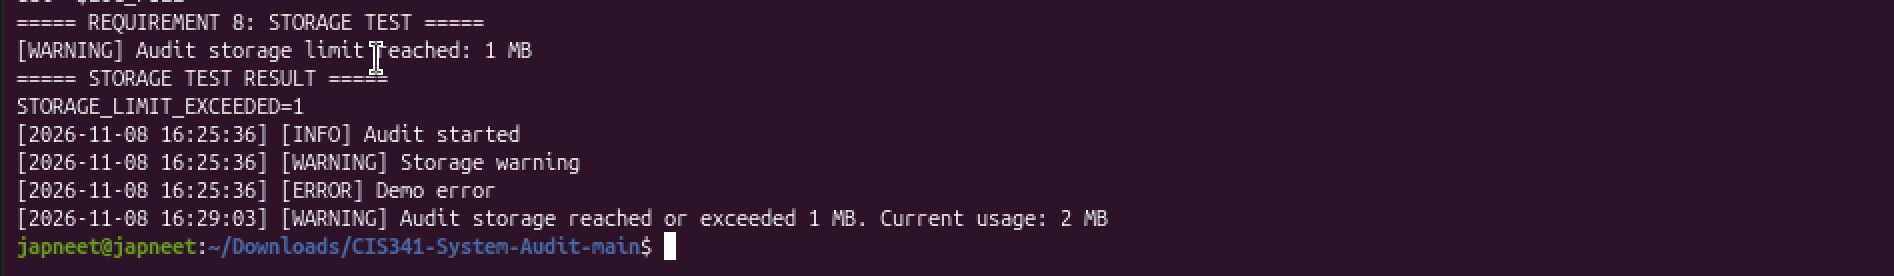 ===== REQUIREMENT 8: STORAGE TEST =====
[WARNING] Audit storage limit reached: 1 MB
===== STORAGE TEST RESULT =====
STORAGE_LIMIT_EXCEEDED=1
[2026-11-08 16:25:36] [INFO] Audit started
[2026-11-08 16:25:36] [WARNING] Storage warning
[2026-11-08 16:25:36] [ERROR] Demo error
[2026-11-08 16:29:03] [WARNING] Audit storage reached or exceeded 1 MB. Current usage: 2 MB
japneet@japneet:~/Downloads/CIS341-System-Audit-main$